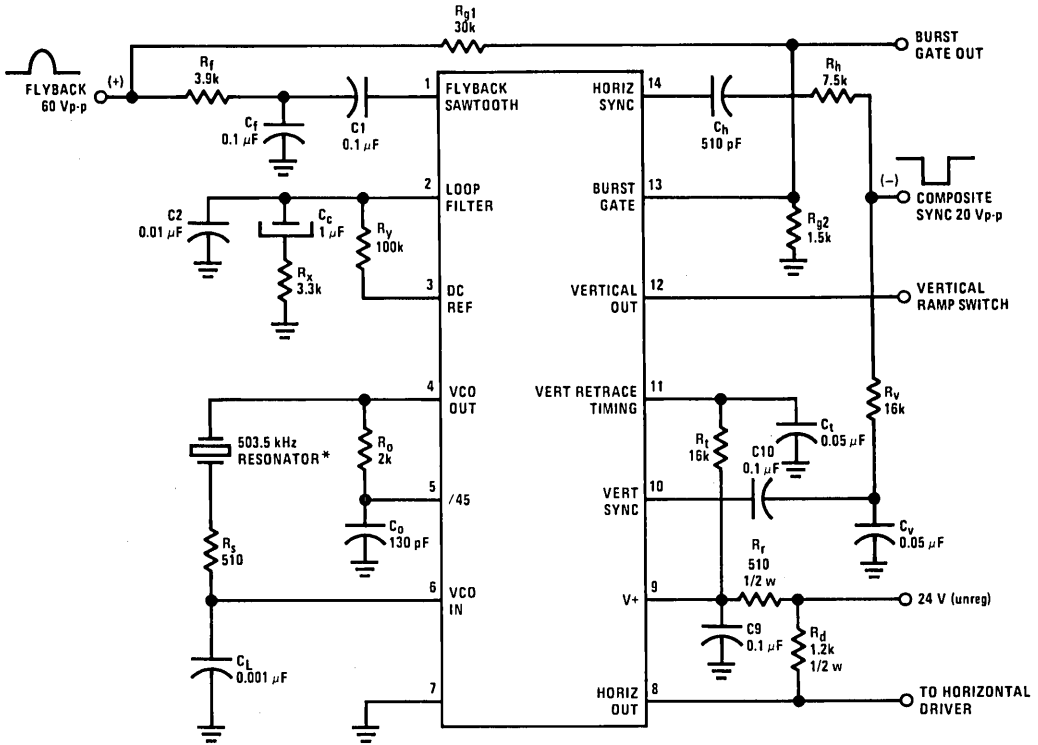 Rg1
30k
BURST
GATE OUT
FLYBACK
60 Vp-p
(+)
Rf
3.9k
Cf
0.1 µF
C1
0.1 µF
1
FLYBACK
SAWTOOTH
HORIZ
SYNC
14
Ch
510 pF
Rh
7.5k
(−)
COMPOSITE
SYNC 20 Vp-p
2
LOOP
FILTER
BURST
GATE
13
Rg2
1.5k
C2
0.01 µF
Cc
1 µF
Rx
3.3k
Ry
100k
3
DC
REF
VERTICAL
OUT
12
VERTICAL
RAMP SWITCH
4
VCO
OUT
VERT RETRACE
TIMING
11
Rt
16k
Ct
0.05 µF
Rv
16k
503.5 kHz
RESONATOR*
Ro
2k
5
/45
C10
0.1 µF
VERT
SYNC
10
Co
130 pF
Cv
0.05 µF
Rs
510
6
VCO
IN
V+
9
Rr
510
1/2 w
24 V (unreg)
C9
0.1 µF
Rd
1.2k
1/2 w
CL
0.001 µF
7
HORIZ
OUT
8
TO HORIZONTAL
DRIVER